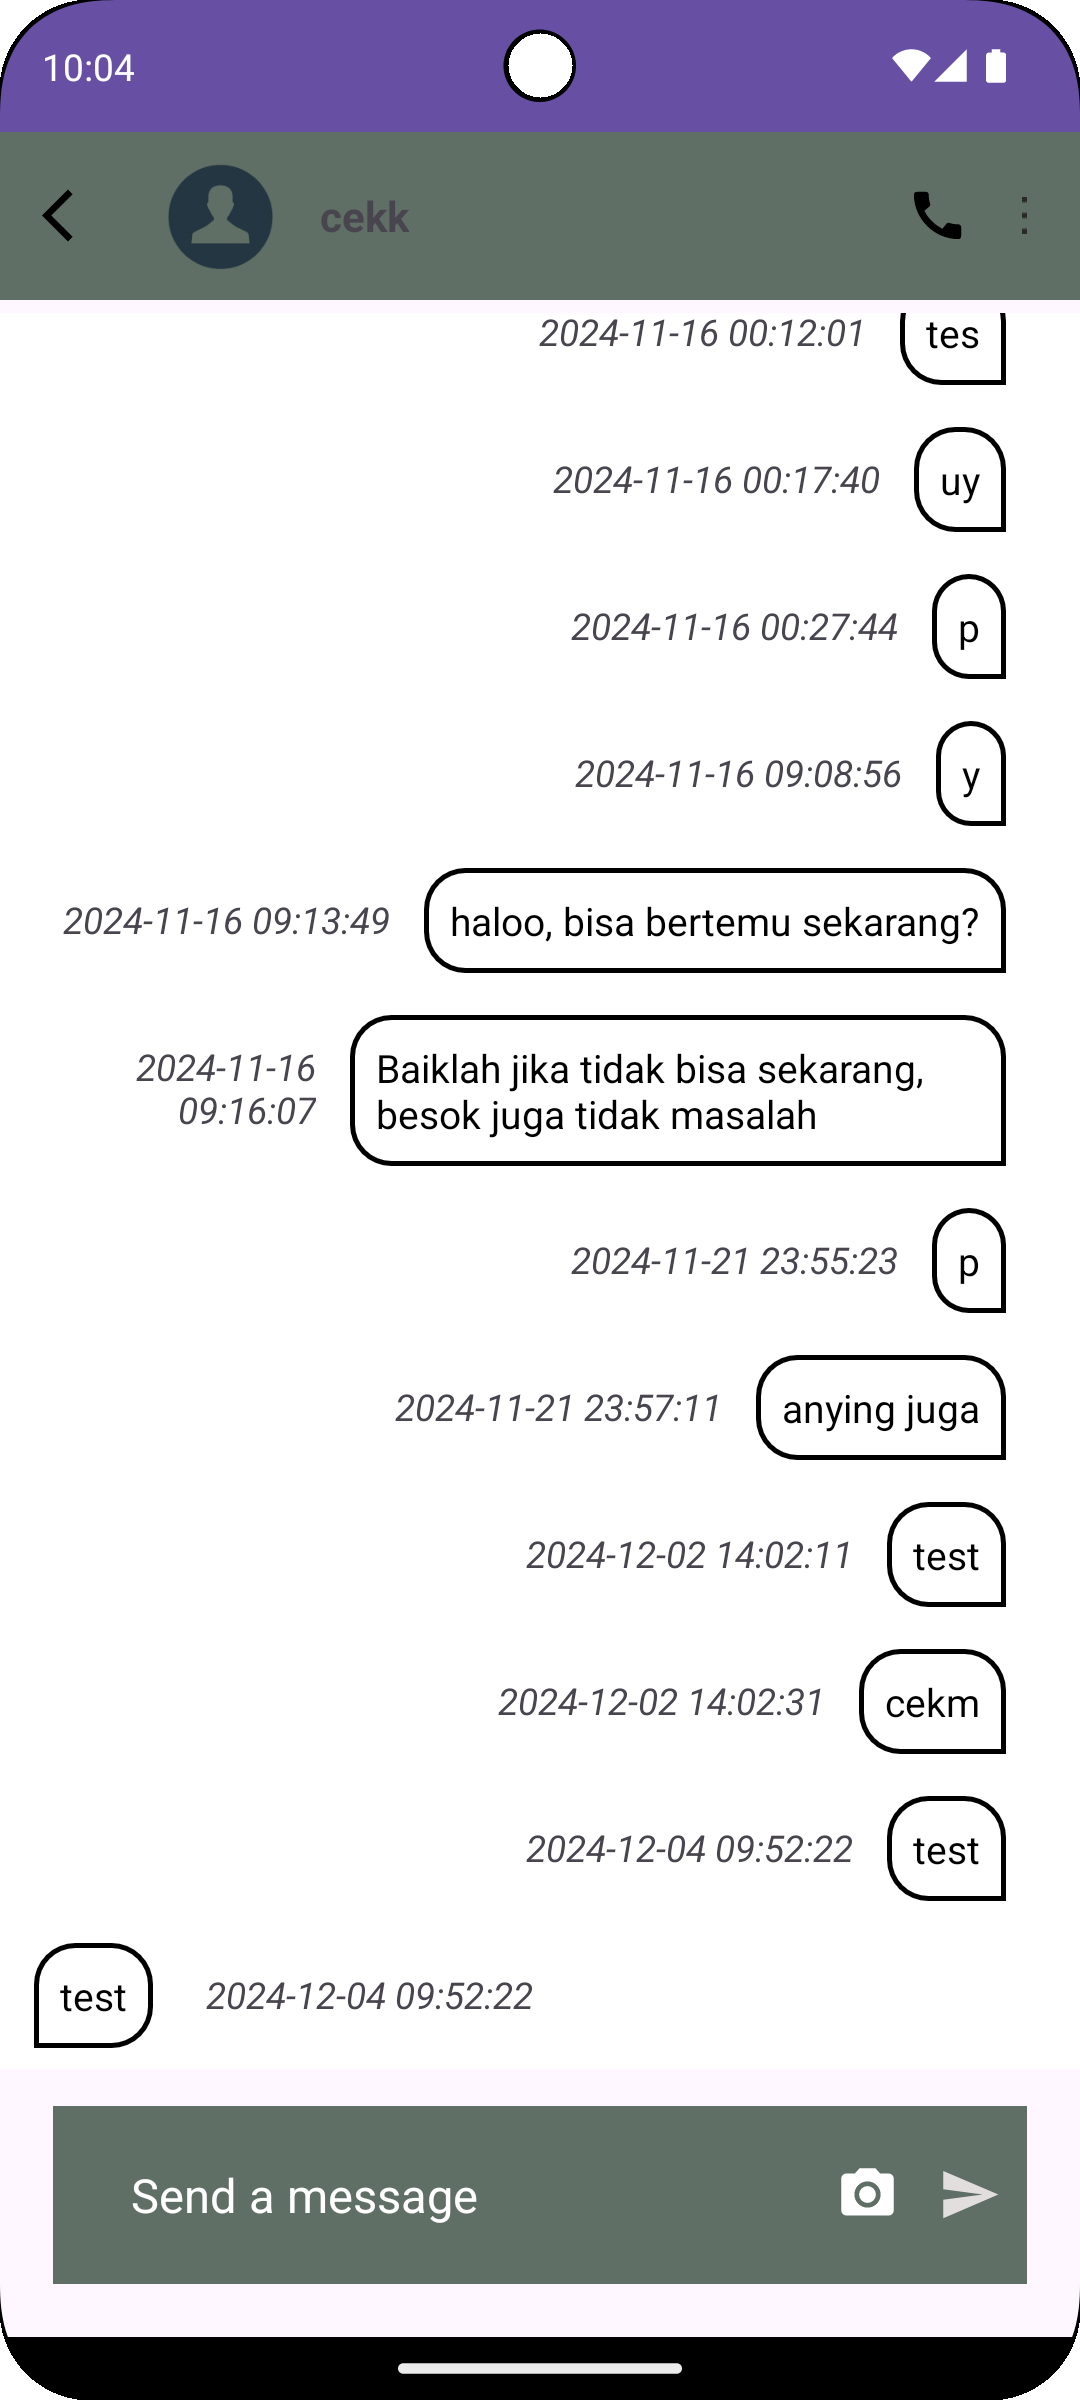 10:04
cekk
2024-11-16 00:12:01 tes
2024-11-16 00:17:40 uy
2024-11-16 00:27:44 p
2024-11-16 09:08:56 y
2024-11-16 09:13:49 haloo, bisa bertemu sekarang?
2024-11-16
09:16:07
Baiklah jika tidak bisa sekarang,
besok juga tidak masalah
2024-11-21 23:55:23 p
2024-11-21 23:57:11 anying juga
2024-12-02 14:02:11 test
2024-12-02 14:02:31 cekm
2024-12-04 09:52:22 test
test 2024-12-04 09:52:22
Send a message